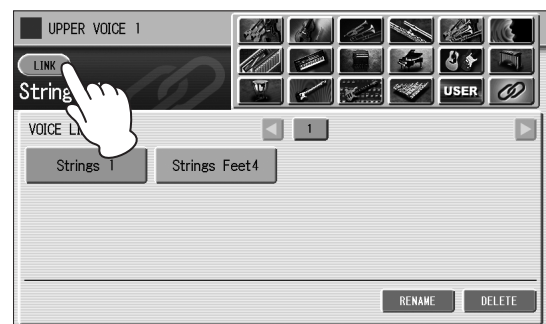 UPPER VOICE 1
LINK
String
USER
VOICE LI
1
Strings 1
Strings Feet4
RENAME
DELETE